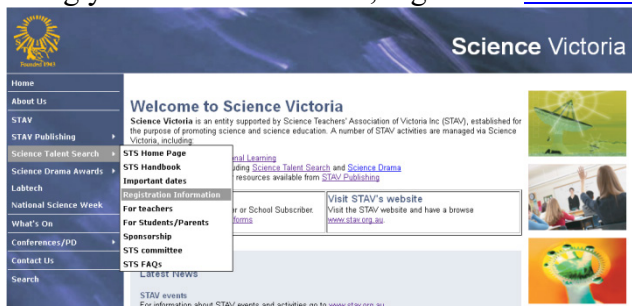 Science Victoria
Founded 1943
Home
About Us
STAV
STAV Publishing
Science Talent Search
Science Drama Awards
Labtech
National Science Week
What's On
Conferences/PD
Contact Us
Search
STS Home Page
STS Handbook
Important dates
Registration Information
For teachers
For Students/Parents
Sponsorship
STS committee
STS FAQs
Welcome to Science Victoria
Science Victoria is an entity supported by Science Teachers' Association of Victoria Inc (STAV), established for
the purpose of promoting science and science education. A number of STAV activities are managed via Science
Victoria, including:
onal Learning
uding Science Talent Search and Science Drama
resources available from STAV Publishing
r or School Subscriber.
forms
Visit STAV's website
Visit the STAV website and have a browse
www.stav.org.au.
Latest News
STAV events
For information about STAV events and activities go to www.stav.org.au